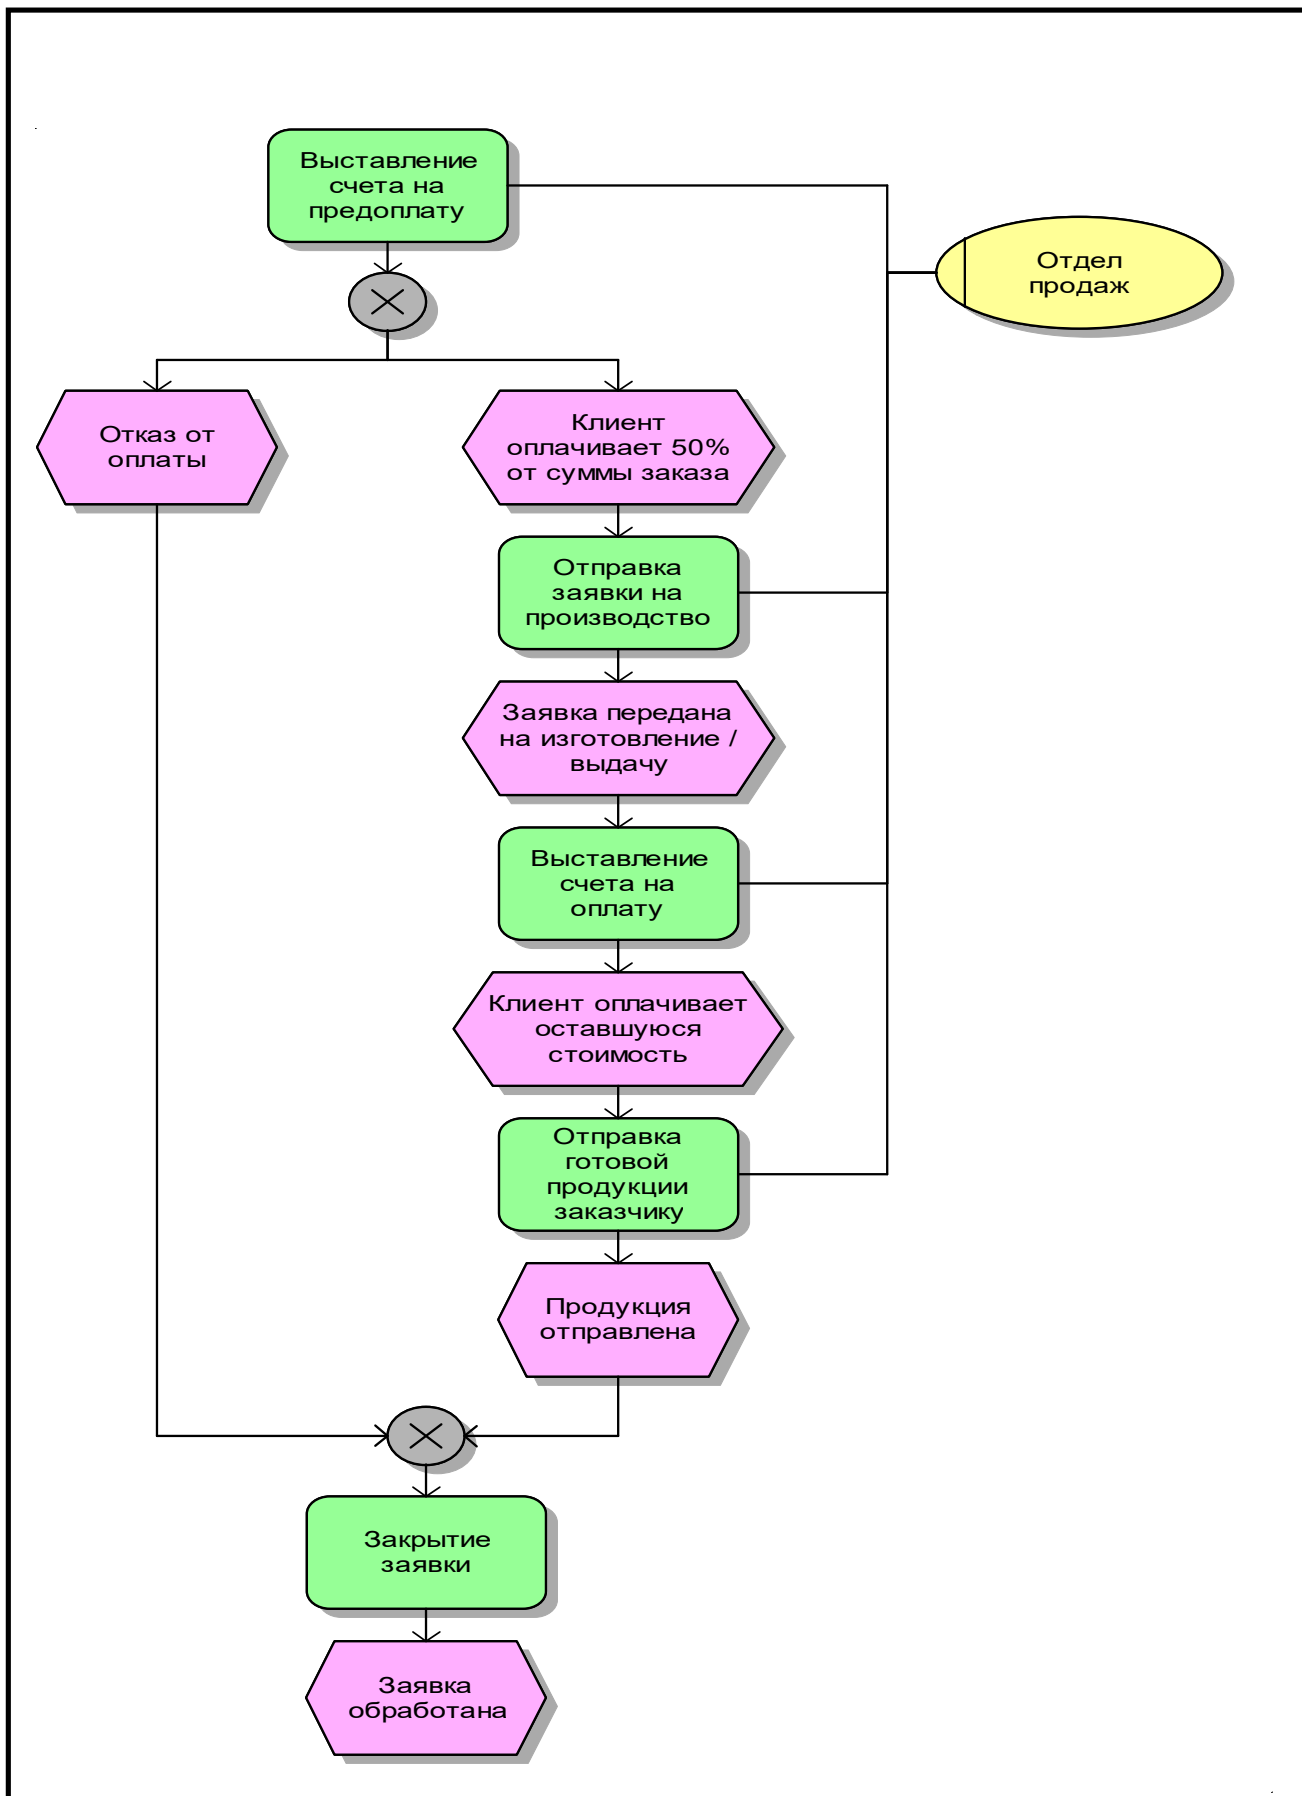 Выставление
счета на
предоплату
Отдел
продаж
Отказ от
оплаты
Клиент
оплачивает 50%
от суммы заказа
Отправка
заявки на
производство
Заявка передана
на изготовление /
выдачу
Выставление
счета на
оплату
Клиент оплачивает
оставшуюся
стоимость
Отправка
готовой
продукции
заказчику
Продукция
отправлена
Закрытие
заявки
Заявка
обработана